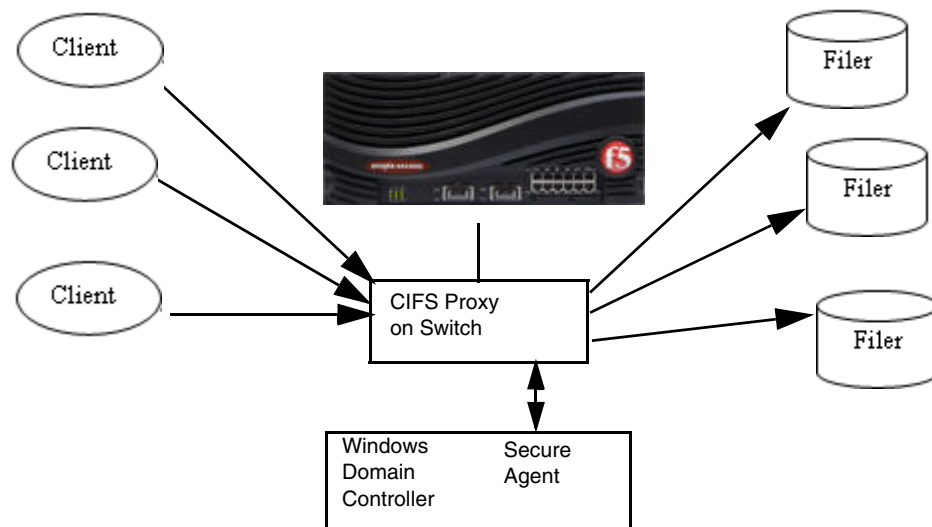 Client
Client
Client
f5
CIFS Proxy
on Switch
Filer
Filer
Filer
Windows
Domain
Controller
Secure
Agent